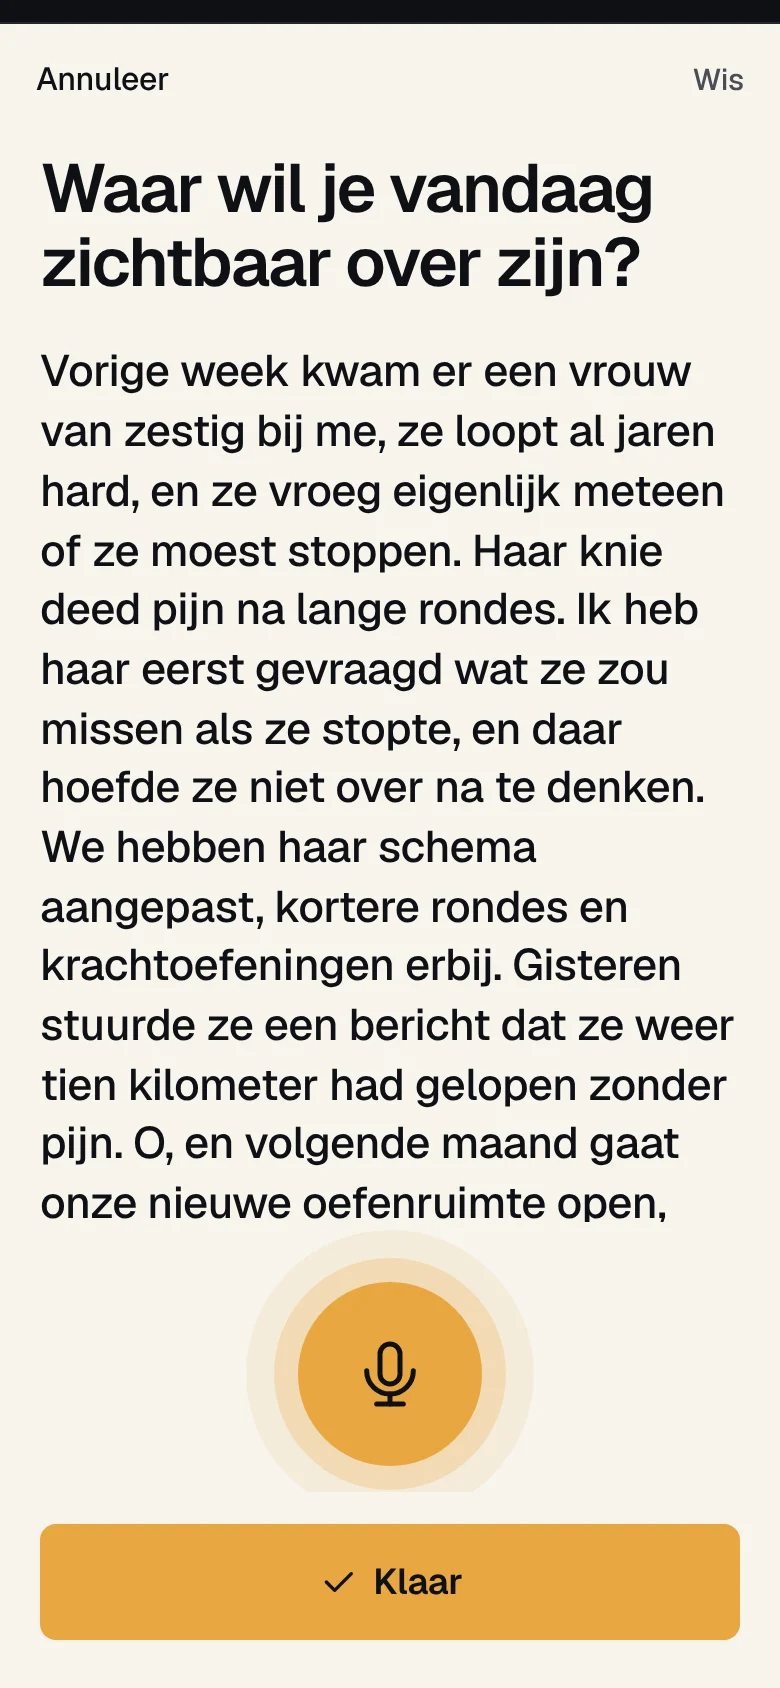 Annuleer
Wis
Waar wil je vandaag
zichtbaar over zijn?
Vorige week kwam er een vrouw
van zestig bij me, ze loopt al jaren
hard, en ze vroeg eigenlijk meteen
of ze moest stoppen. Haar knie
deed pijn na lange rondes. Ik heb
haar eerst gevraagd wat ze zou
missen als ze stopte, en daar
hoefde ze niet over na te denken.
We hebben haar schema
aangepast, kortere rondes en
krachtoefeningen erbij. Gisteren
stuurde ze een bericht dat ze weer
tien kilometer had gelopen zonder
pijn. O, en volgende maand gaat
onze nieuwe oefenruimte open,
Klaar